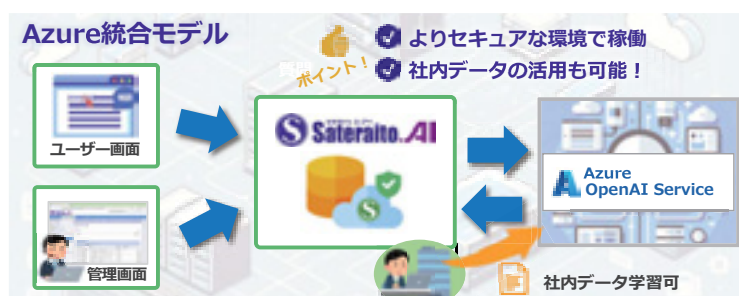 Azure統合モデル
ポイント！
よりセキュアな環境で稼働
社内データの活用も可能！
ユーザー画面
管理画面
Sateraito.AI
Azure
OpenAI Service
社内データ学習可